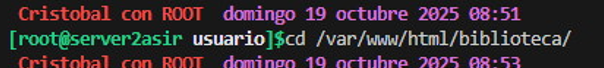 Cristobal con ROOT domingo 19 octubre 2025 08:51
[root@server2asir usuario]$cd /var/www/html/biblioteca/
Cristobal con ROOT domingo 19 octubre 2025 08:53